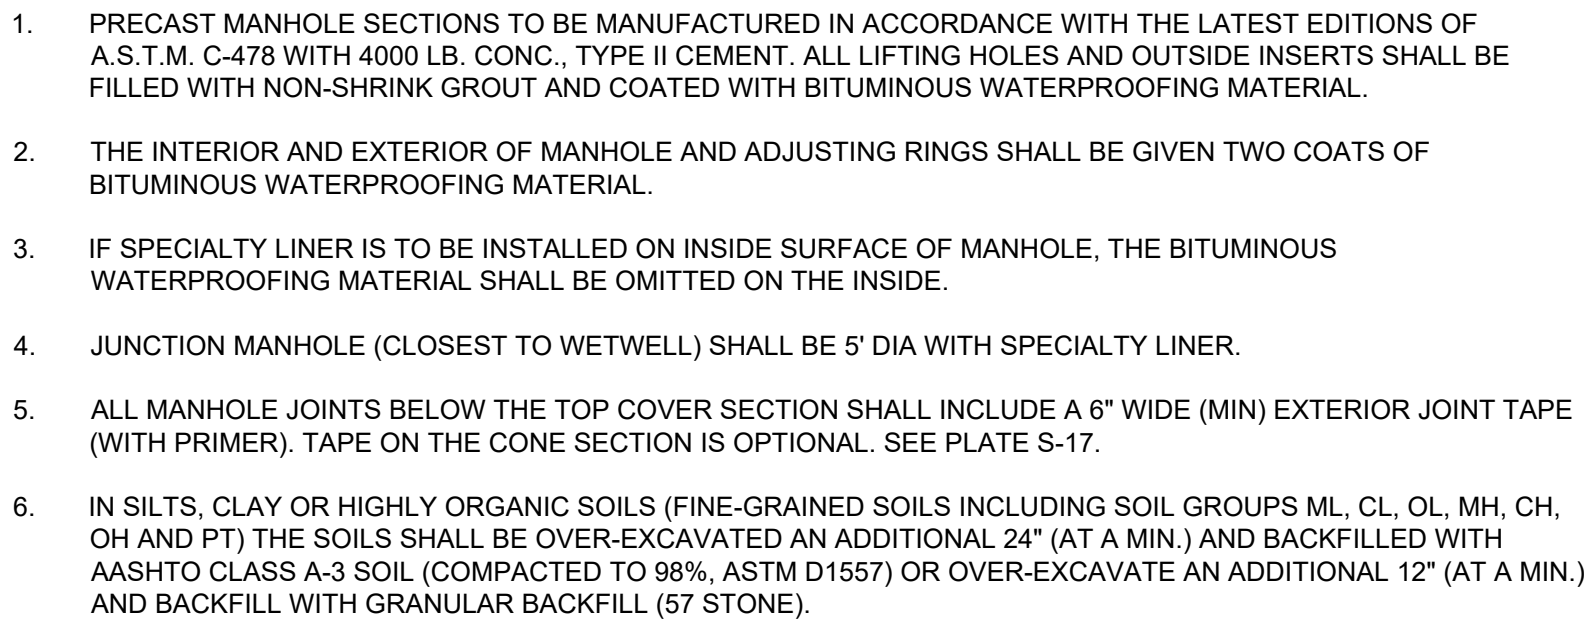 1. PRECAST MANHOLE SECTIONS TO BE MANUFACTURED IN ACCORDANCE WITH THE LATEST EDITIONS OF
A.S.T.M. C-478 WITH 4000 LB. CONC., TYPE II CEMENT. ALL LIFTING HOLES AND OUTSIDE INSERTS SHALL BE
FILLED WITH NON-SHRINK GROUT AND COATED WITH BITUMINOUS WATERPROOFING MATERIAL.
2. THE INTERIOR AND EXTERIOR OF MANHOLE AND ADJUSTING RINGS SHALL BE GIVEN TWO COATS OF
BITUMINOUS WATERPROOFING MATERIAL.
3. IF SPECIALTY LINER IS TO BE INSTALLED ON INSIDE SURFACE OF MANHOLE, THE BITUMINOUS
WATERPROOFING MATERIAL SHALL BE OMITTED ON THE INSIDE.
4. JUNCTION MANHOLE (CLOSEST TO WETWELL) SHALL BE 5' DIA WITH SPECIALTY LINER.
5. ALL MANHOLE JOINTS BELOW THE TOP COVER SECTION SHALL INCLUDE A 6" WIDE (MIN) EXTERIOR JOINT TAPE
(WITH PRIMER). TAPE ON THE CONE SECTION IS OPTIONAL. SEE PLATE S-17.
6. IN SILTS, CLAY OR HIGHLY ORGANIC SOILS (FINE-GRAINED SOILS INCLUDING SOIL GROUPS ML, CL, OL, MH, CH,
OH AND PT) THE SOILS SHALL BE OVER-EXCAVATED AN ADDITIONAL 24" (AT A MIN.) AND BACKFILLED WITH
AASHTO CLASS A-3 SOIL (COMPACTED TO 98%, ASTM D1557) OR OVER-EXCAVATE AN ADDITIONAL 12" (AT A MIN.)
AND BACKFILL WITH GRANULAR BACKFILL (57 STONE).